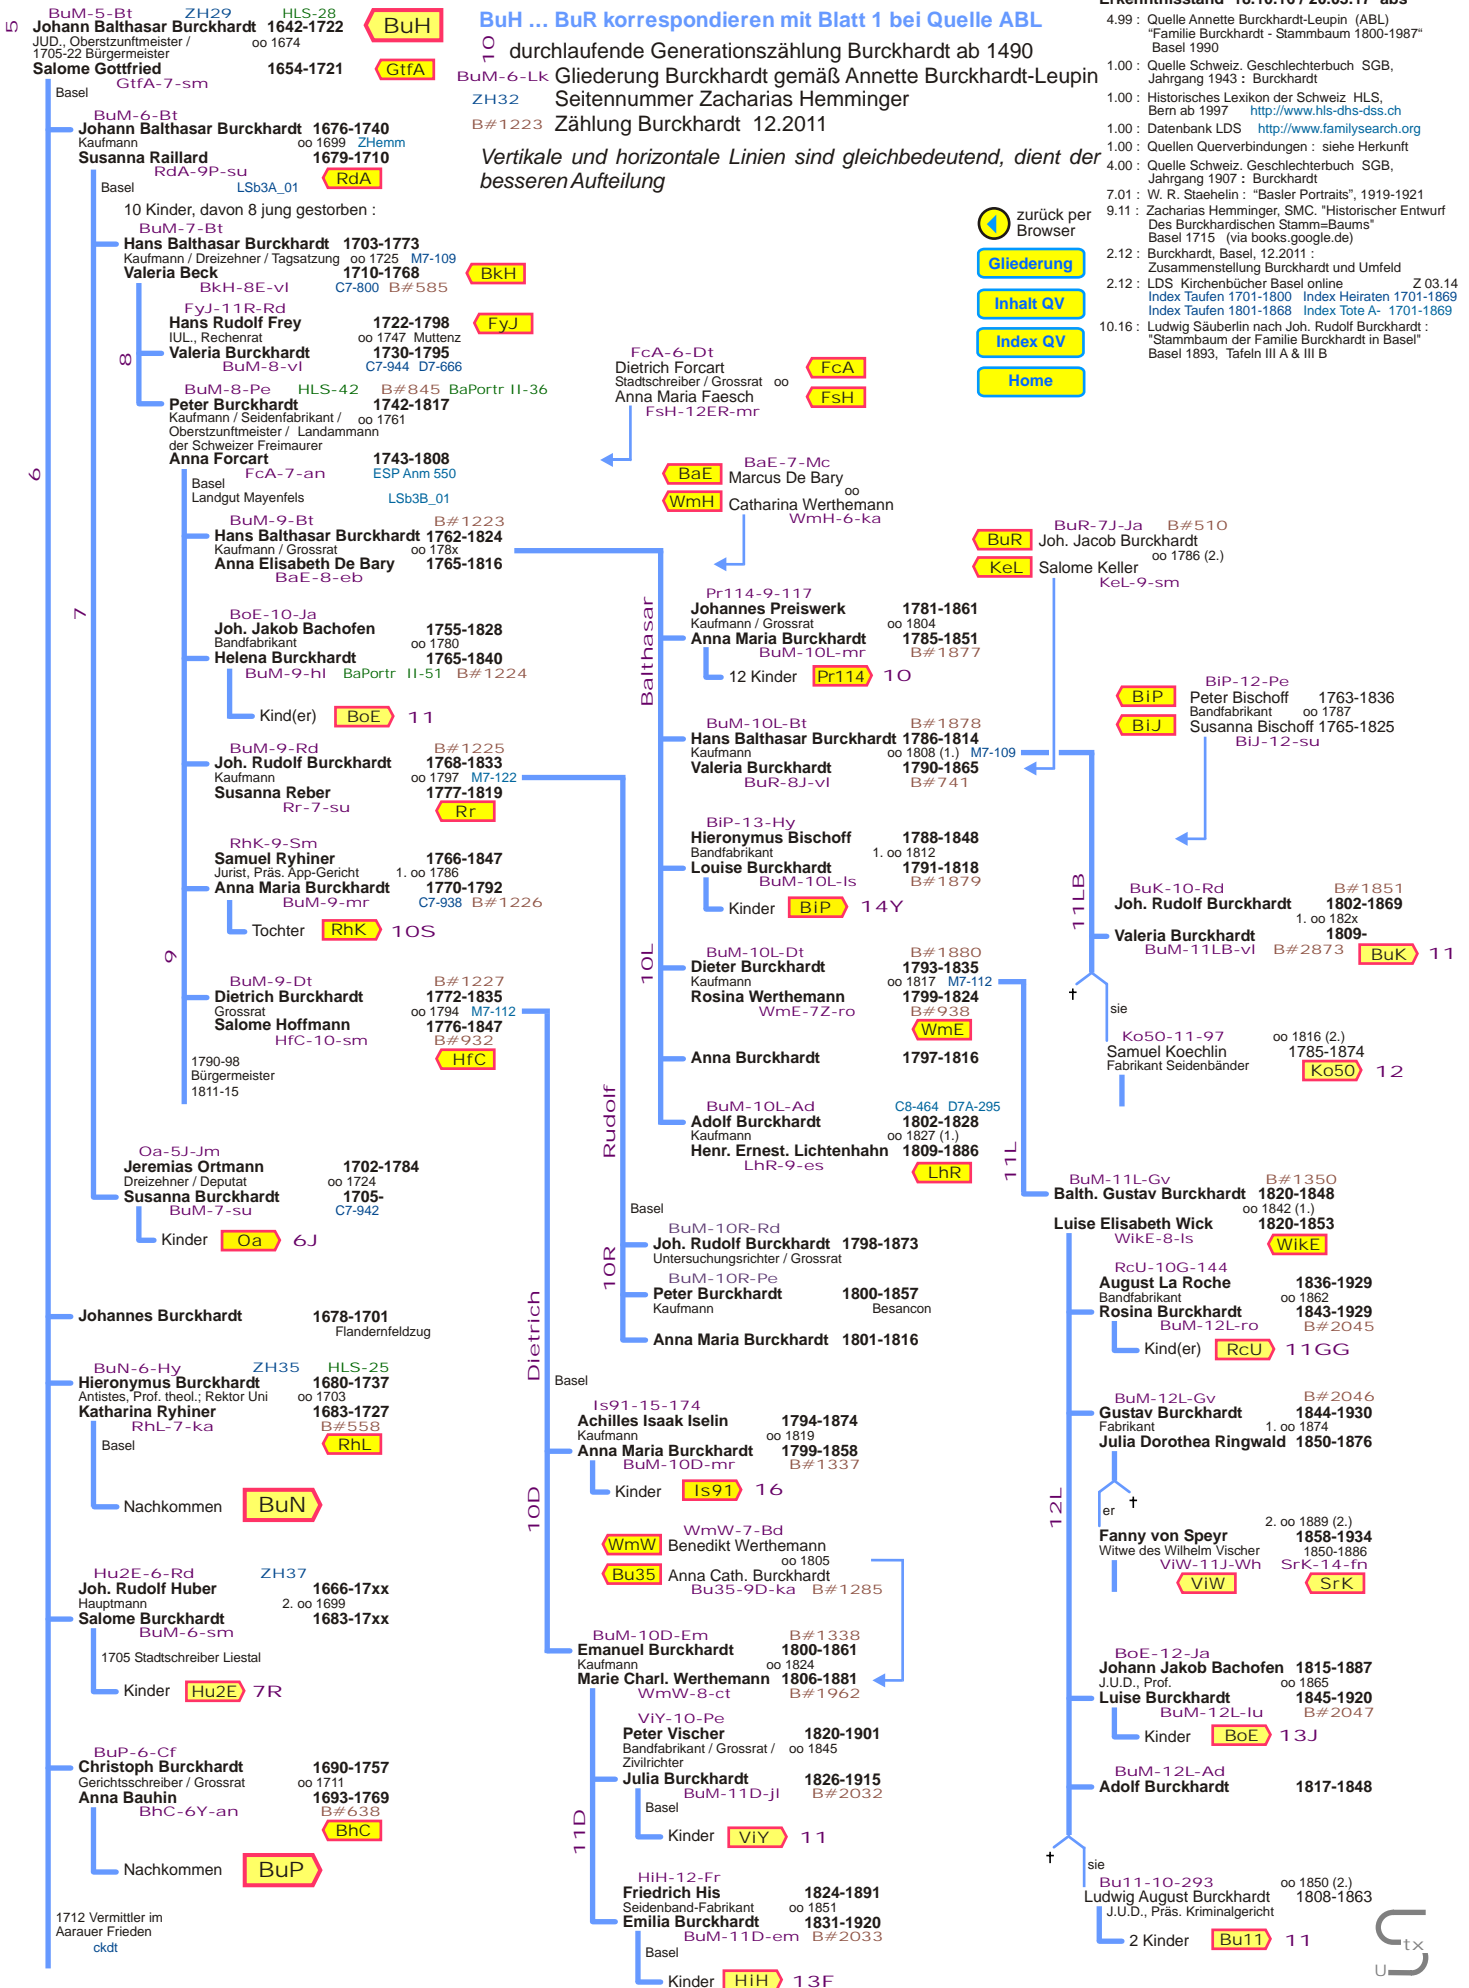 BuM-5-Bt ZH29 HLS-28
Johann Balthasar Burckhardt 1642-1722 BuH
JUD., Oberstzunftmeister / oo 1674
1705-22 Bürgermeister
Salome Gottfried 1654-1721 GtfA
GtfA-7-sm
5
Basel
BuH ... BuR korrespondieren mit Blatt 1 bei Quelle ABL
10 durchlaufende Generationszählung Burckhardt ab 1490
BuM-6-Lk Gliederung Burckhardt gemäß Annette Burckhardt-Leupin
ZH32 Seitennummer Zacharias Hemminger
B#1223 Zählung Burckhardt 12.2011
Vertikale und horizontale Linien sind gleichbedeutend, dient der
besseren Aufteilung
4.99 : Quelle Annette Burckhardt-Leupin (ABL)
"Familie Burckhardt - Stammbaum 1800-1987"
Basel 1990
1.00 : Quelle Schweiz. Geschlechterbuch SGB,
Jahrgang 1943 : Burckhardt
1.00 : Historisches Lexikon der Schweiz HLS,
Bern ab 1997 http://www.hls-dhs-dss.ch
1.00 : Datenbank LDS http://www.familysearch.org
1.00 : Quellen Querverbindungen : siehe Herkunft
4.00 : Quelle Schweiz. Geschlechterbuch SGB,
Jahrgang 1907 : Burckhardt
7.01 : W. R. Staehelin : "Basler Portraits", 1919-1921
9.11 : Zacharias Hemminger, SMC. "Historischer Entwurf
Des Burckhardischen Stamm=Baums"
Basel 1715 (via books.google.de)
2.12 : Burckhardt, Basel, 12.2011 :
Zusammenstellung Burckhardt und Umfeld
2.12 : LDS Kirchenbücher Basel online Z 03.14
Index Taufen 1701-1800 Index Heiraten 1701-1869
Index Taufen 1801-1868 Index Tote A- 1701-1869
10.16 : Ludwig Säuberlin nach Joh. Rudolf Burckhardt :
"Stammbaum der Familie Burckhardt in Basel"
Basel 1893, Tafeln III A & III B
zurück per
Browser
Gliederung
Inhalt QV
Index QV
Home
6
BuM-6-Bt
Johann Balthasar Burckhardt 1676-1740
Kaufmann oo 1699 ZHemm
Susanna Raillard 1679-1710
RdA-9P-su RdA
Basel LSb3A_01
10 Kinder, davon 8 jung gestorben :
7
BuM-7-Bt
Hans Balthasar Burckhardt 1703-1773
Kaufmann / Dreizehner / Tagsatzung oo 1725 M7-109
Valeria Beck 1710-1768 BkH
BkH-8E-vl C7-800 B#585
8
FyJ-11R-Rd
Hans Rudolf Frey 1722-1798 FyJ
IUL., Rechenrat oo 1747 Muttenz
Valeria Burckhardt 1730-1795
BuM-8-vl C7-944 D7-666
BuM-8-Pe HLS-42 B#845 BaPortr II-36
Peter Burckhardt 1742-1817
Kaufmann / Seidenfabrikant / oo 1761
Oberstzunftmeister / Landammann
der Schweizer Freimaurer
Anna Forcart 1743-1808
FcA-7-an ESP Anm 550
Basel
Landgut Mayenfels LSb3B_01
FcA-6-Dt
Dietrich Forcart FcA
Stadtschreiber / Grossrat oo
Anna Maria Faesch FsH
FsH-12ER-mr
9
BuM-9-Bt B#1223
Hans Balthasar Burckhardt 1762-1824
Kaufmann / Grossrat oo 178x
Anna Elisabeth De Bary 1765-1816
BaE-8-eb
BoE-10-Ja
Joh. Jakob Bachofen 1755-1828
Bandfabrikant oo 1780
Helena Burckhardt 1765-1840
BuM-9-hl BaPortr II-51 B#1224
Kind(er) BoE 11
BuM-9-Rd B#1225
Joh. Rudolf Burckhardt 1768-1833
Kaufmann oo 1797 M7-122
Susanna Reber 1777-1819
Rr-7-su Rr
RhK-9-Sm
Samuel Ryhiner 1766-1847
Jurist, Präs. App-Gericht 1. oo 1786
Anna Maria Burckhardt 1770-1792
BuM-9-mr C7-938 B#1226
Tochter RhK 10S
BuM-9-Dt B#1227
Dietrich Burckhardt 1772-1835
Grossrat oo 1794 M7-112
Salome Hoffmann 1776-1847
HfC-10-sm B#932
HfC
1790-98
Bürgermeister
1811-15
Oa-5J-Jm
Jeremias Ortmann 1702-1784
Dreizehner / Deputat oo 1724
Susanna Burckhardt 1705-
BuM-7-su C7-942
Kinder Oa 6J
Johannes Burckhardt 1678-1701
Flandernfeldzug
BuN-6-Hy ZH35 HLS-25
Hieronymus Burckhardt 1680-1737
Antistes, Prof. theol.; Rektor Uni oo 1703
Katharina Ryhiner 1683-1727
RhL-7-ka B#558
Basel RhL
Nachkommen BuN
Hu2E-6-Rd ZH37
Joh. Rudolf Huber 1666-17xx
Hauptmann 2. oo 1699
Salome Burckhardt 1683-17xx
BuM-6-sm
1705 Stadtschreiber Liestal
Kinder Hu2E 7R
BuP-6-Cf
Christoph Burckhardt 1690-1757
Gerichtsschreiber / Grossrat oo 1711
Anna Bauhin 1693-1769
BhC-6Y-an B#638
BhC
Nachkommen BuP
1712 Vermittler im
Aarauer Frieden
ckdt
BaE-7-Mc
BaE Marcus De Bary
oo
WmH Catharina Werthemann
WmH-6-ka
Balthasar
10L
Pr114-9-117
Johannes Preiswerk 1781-1861
Kaufmann / Grossrat oo 1804
Anna Maria Burckhardt 1785-1851
BuM-10L-mr B#1877
12 Kinder Pr114 10
BuM-10L-Bt B#1878
Hans Balthasar Burckhardt 1786-1814
Kaufmann oo 1808 (1.) M7-109
Valeria Burckhardt 1790-1865
BuR-8J-vl B#741
BiP-13-Hy
Hieronymus Bischoff 1788-1848
Bandfabrikant 1. oo 1812
Louise Burckhardt 1791-1818
BuM-10L-ls B#1879
Kinder BiP 14Y
BuM-10L-Dt B#1880
Dieter Burckhardt 1793-1835
Kaufmann oo 1817 M7-112
Rosina Werthemann 1799-1824
WmE-7Z-ro B#938
WmE
Anna Burckhardt 1797-1816
BuM-10L-Ad C8-464 D7A-295
Adolf Burckhardt 1802-1828
Kaufmann oo 1827 (1.)
Henr. Ernest. Lichtenhahn 1809-1886
LhR-9-es LhR
Rudolf
10R
Basel
BuM-10R-Rd
Joh. Rudolf Burckhardt 1798-1873
Untersuchungsrichter / Grossrat
BuM-10R-Pe
Peter Burckhardt 1800-1857
Kaufmann Besancon
Anna Maria Burckhardt 1801-1816
Dietrich
10D
Basel
Is91-15-174
Achilles Isaak Iselin 1794-1874
Kaufmann oo 1819
Anna Maria Burckhardt 1799-1858
BuM-10D-mr B#1337
Kinder Is91 16
WmW-7-Bd
WmW Benedikt Werthemann
oo 1805
Bu35 Anna Cath. Burckhardt
Bu35-9D-ka B#1285
BuM-10D-Em B#1338
Emanuel Burckhardt 1800-1861
Kaufmann oo 1824
Marie Charl. Werthemann 1806-1881
WmW-8-ct B#1962
11D
ViY-10-Pe
Peter Vischer 1820-1901
Bandfabrikant / Grossrat / oo 1845
Zivilrichter
Julia Burckhardt 1826-1915
BuM-11D-jl B#2032
Basel
Kinder ViY 11
HiH-12-Fr
Friedrich His 1824-1891
Seidenband-Fabrikant oo 1851
Emilia Burckhardt 1831-1920
BuM-11D-em B#2033
Basel
Kinder HiH 13F
BuR-7J-Ja B#510
BuR Joh. Jacob Burckhardt
oo 1786 (2.)
KeL Salome Keller
KeL-9-sm
BiP-12-Pe
BiP Peter Bischoff 1763-1836
Bandfabrikant oo 1787
BiJ Susanna Bischoff 1765-1825
BiJ-12-su
11LB
BuK-10-Rd B#1851
Joh. Rudolf Burckhardt 1802-1869
1. oo 182x
Valeria Burckhardt 1809-
BuM-11LB-vl B#2873 BuK 11
† sie
Ko50-11-97 oo 1816 (2.)
Samuel Koechlin 1785-1874
Fabrikant Seidenbänder Ko50 12
11L
BuM-11L-Gv B#1350
Balth. Gustav Burckhardt 1820-1848
oo 1842 (1.)
Luise Elisabeth Wick 1820-1853
WikE-8-ls WikE
12L
RcU-10G-144
August La Roche 1836-1929
Bandfabrikant oo 1862
Rosina Burckhardt 1843-1929
BuM-12L-ro B#2045
Kind(er) RcU 11GG
BuM-12L-Gv B#2046
Gustav Burckhardt 1844-1930
Fabrikant 1. oo 1874
Julia Dorothea Ringwald 1850-1876
er †
2. oo 1889 (2.)
Fanny von Speyr 1858-1934
Witwe des Wilhelm Vischer 1850-1886
ViW-11J-Wh SrK-14-fn
ViW SrK
BoE-12-Ja
Johann Jakob Bachofen 1815-1887
J.U.D., Prof. oo 1865
Luise Burckhardt 1845-1920
BuM-12L-lu B#2047
Kinder BoE 13J
BuM-12L-Ad
Adolf Burckhardt 1817-1848
† sie
Bu11-10-293 oo 1850 (2.)
Ludwig August Burckhardt 1808-1863
J.U.D., Präs. Kriminalgericht
2 Kinder Bu11 11
U tx